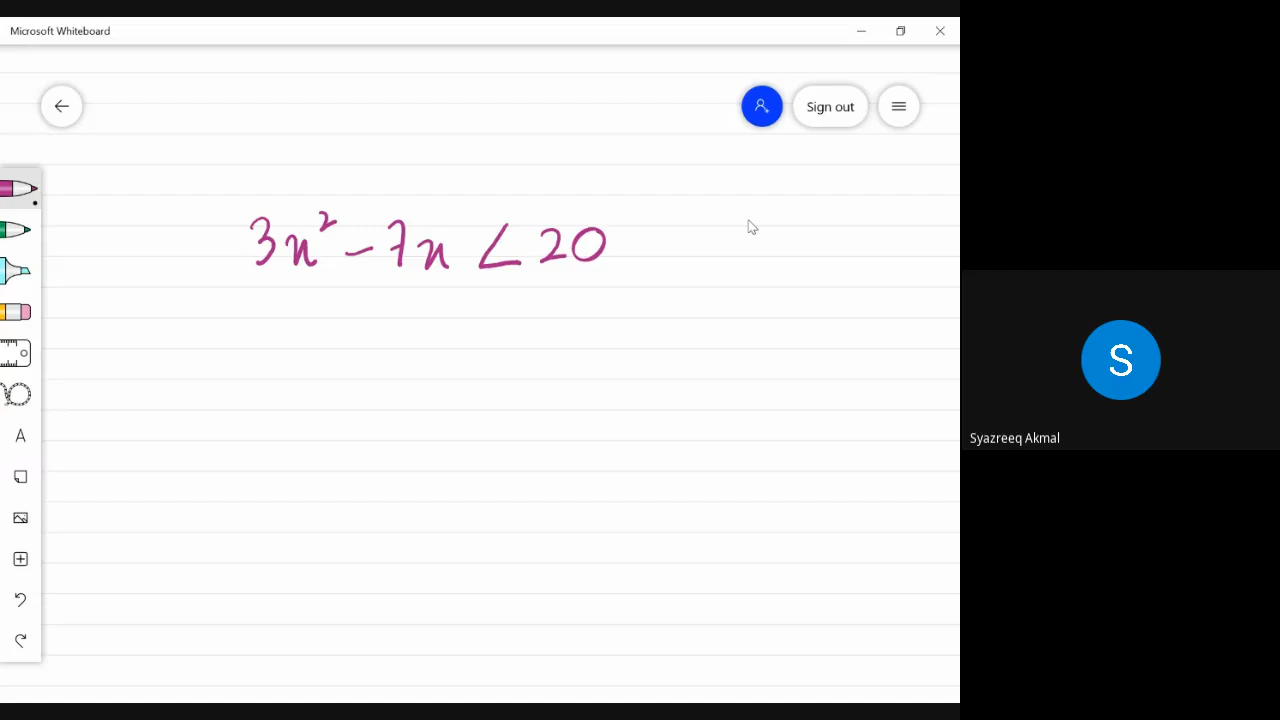 Microsoft Whiteboard
Sign out
3x² - 7x < 20
A
S
Syazreeq Akmal